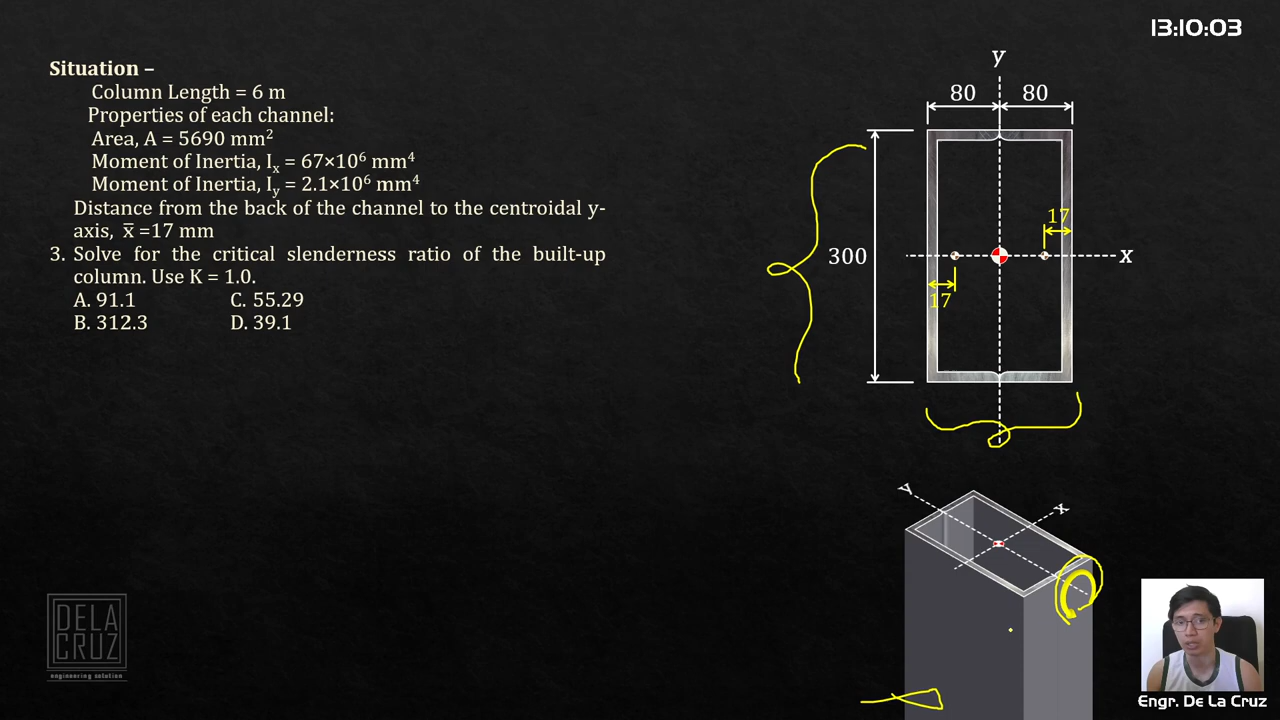 13:10:03
Situation –
Column Length = 6 m
Properties of each channel:
Area, A = 5690 mm²
Moment of Inertia, Iₓ = 67×10⁶ mm⁴
Moment of Inertia, I_y = 2.1×10⁶ mm⁴
Distance from the back of the channel to the centroidal y-
axis, x̅ =17 mm
3. Solve for the critical slenderness ratio of the built-up
column. Use K = 1.0.
A. 91.1 C. 55.29
B. 312.3 D. 39.1
y
80 80
17
300
x
17
y
x
DELA
CRUZ
engineering solution
Engr. De La Cruz